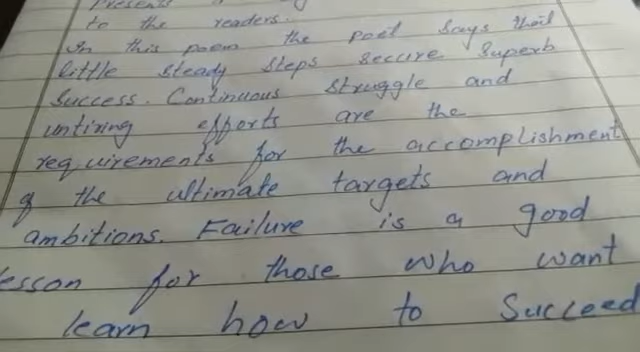 Presents
to the readers.
In this poem the poet says that
little steady steps secure superb
success. Continuous struggle and
untiring efforts are the
requirements for the accomplishment
of the ultimate targets and
ambitions. Failure is a good
lesson for those who want
learn how to Succeed